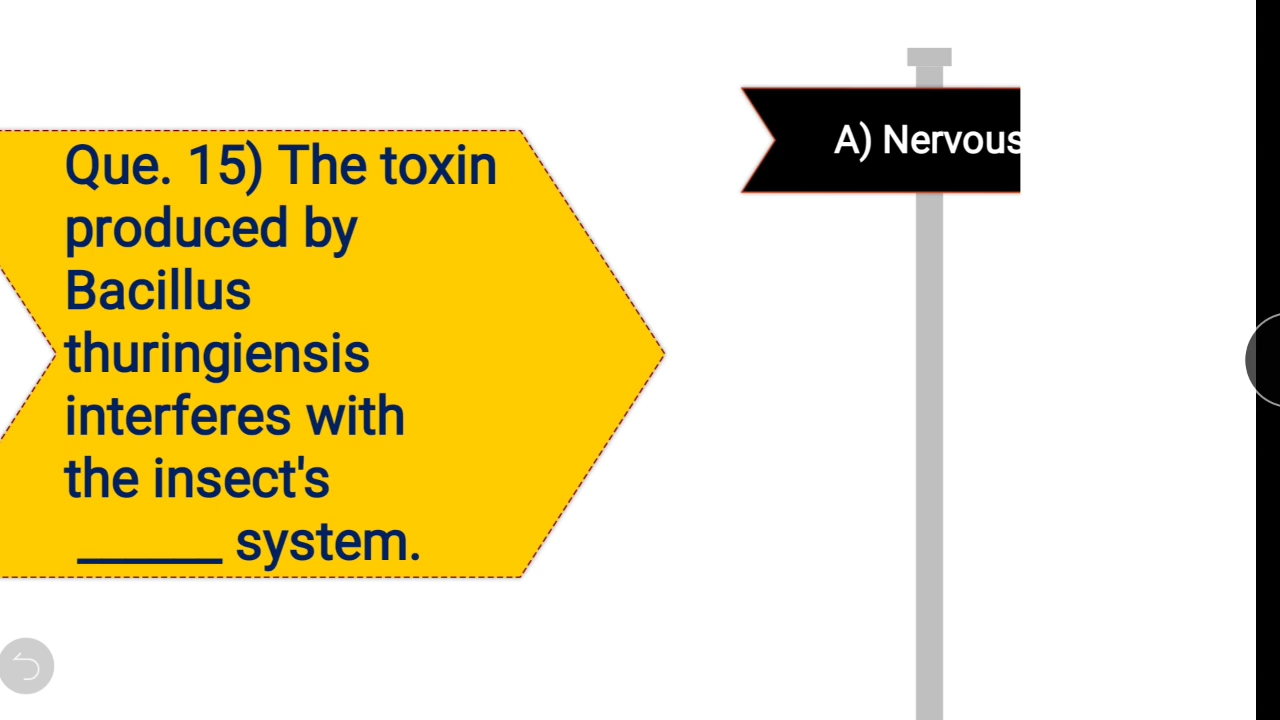 Que. 15) The toxin
produced by
Bacillus
thuringiensis
interferes with
the insect's
______ system.
A) Nervous